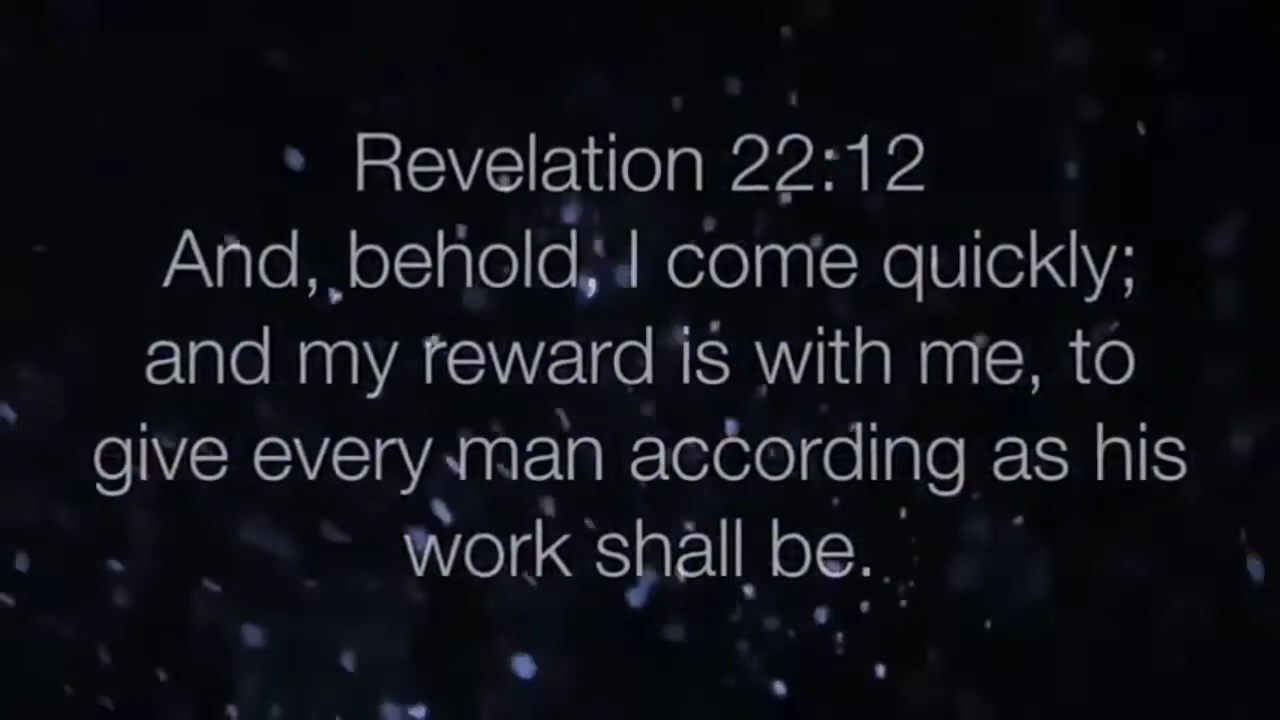 Revelation 22:12
And, behold, I come quickly;
and my reward is with me, to
give every man according as his
work shall be.